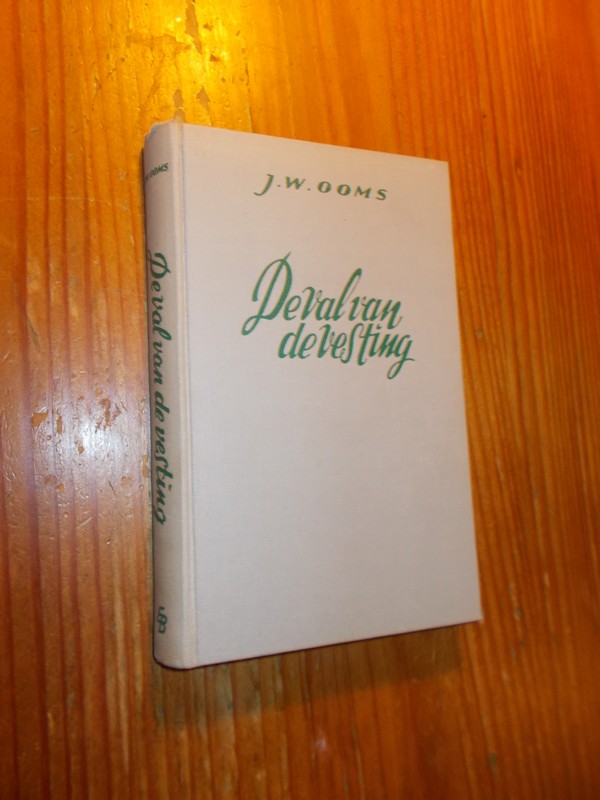 J.W. OOMS
De val van
de vesting
W. OOMS
De val van de vesting